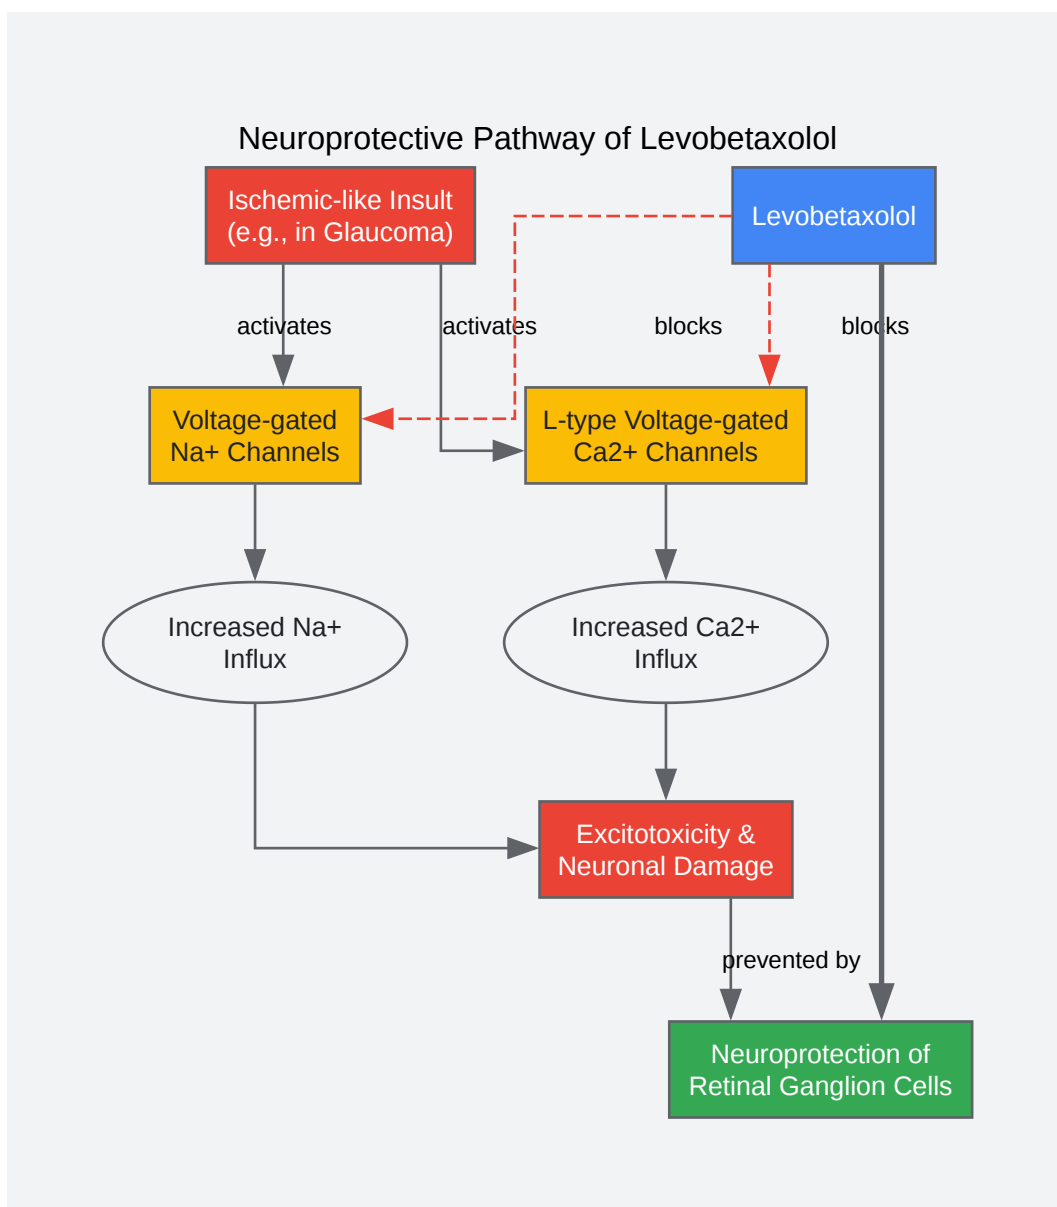 Neuroprotective Pathway of Levobetaxolol
Ischemic-like Insult
(e.g., in Glaucoma)
Levobetaxolol
activates
activates
blocks
blocks
Voltage-gated
Na+ Channels
L-type Voltage-gated
Ca2+ Channels
Increased Na+
Influx
Increased Ca2+
Influx
Excitotoxicity &
Neuronal Damage
prevented by
Neuroprotection of
Retinal Ganglion Cells